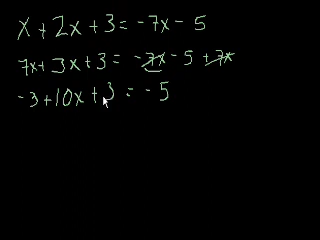 x + 2x + 3 = -7x - 5
7x + 3x + 3 = -7x - 5 + 7x
-3 + 10x + 3 = -5